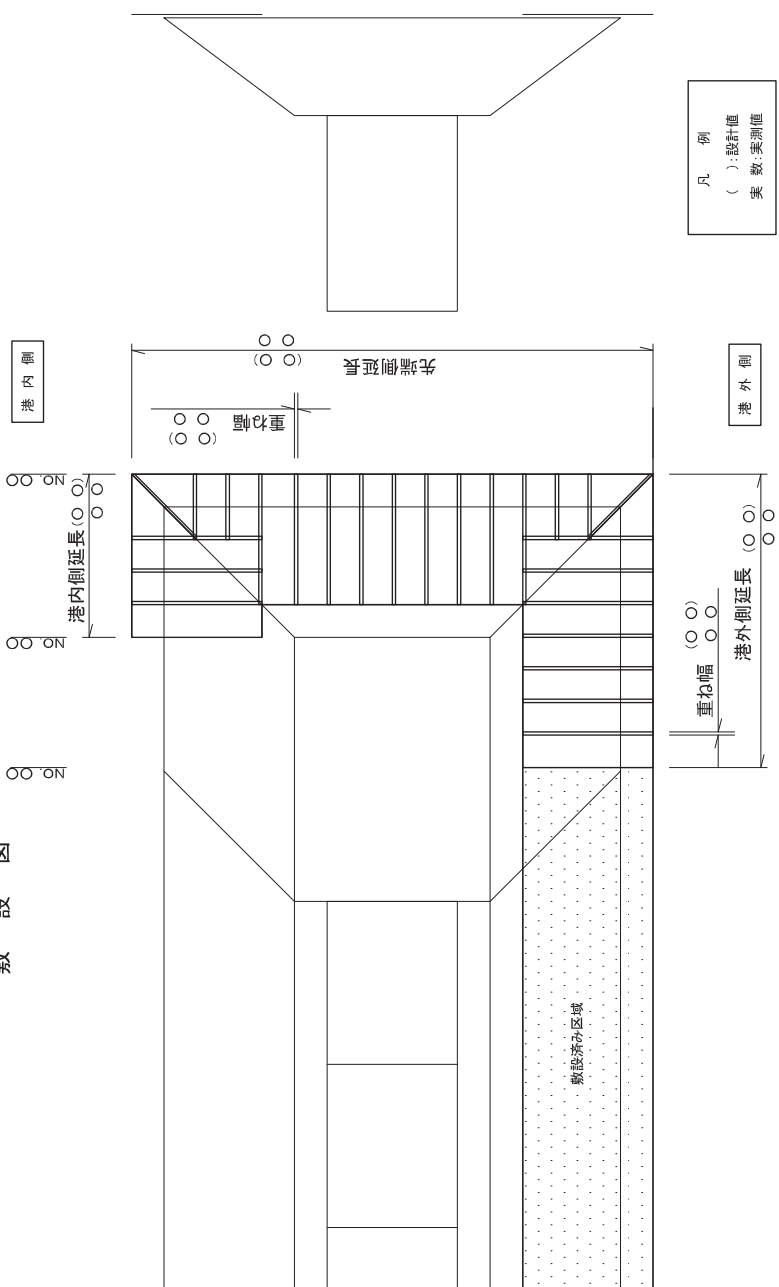 敷 設 図
港 内 側
NO. ○○
NO. ○○
NO. ○○
港内側延長(○ ○)
○ ○
重ね幅
(○ ○)
○ ○
先端側延長
(○ ○)
○ ○
港 外 側
重ね幅
(○ ○)
○ ○
港外側延長 (○ ○)
○ ○
敷設済み区域
凡 例
( ):設計値
実 数:実測値